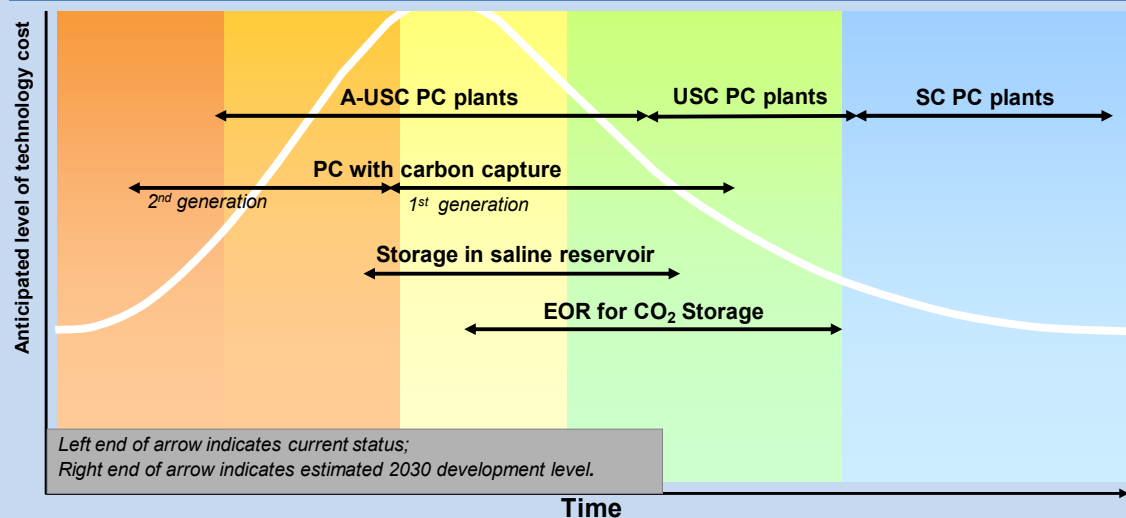 Anticipated level of technology cost
A-USC PC plants
USC PC plants
SC PC plants
PC with carbon capture
2nd generation
1st generation
Storage in saline reservoir
EOR for CO2 Storage
Left end of arrow indicates current status;
Right end of arrow indicates estimated 2030 development level.
Time